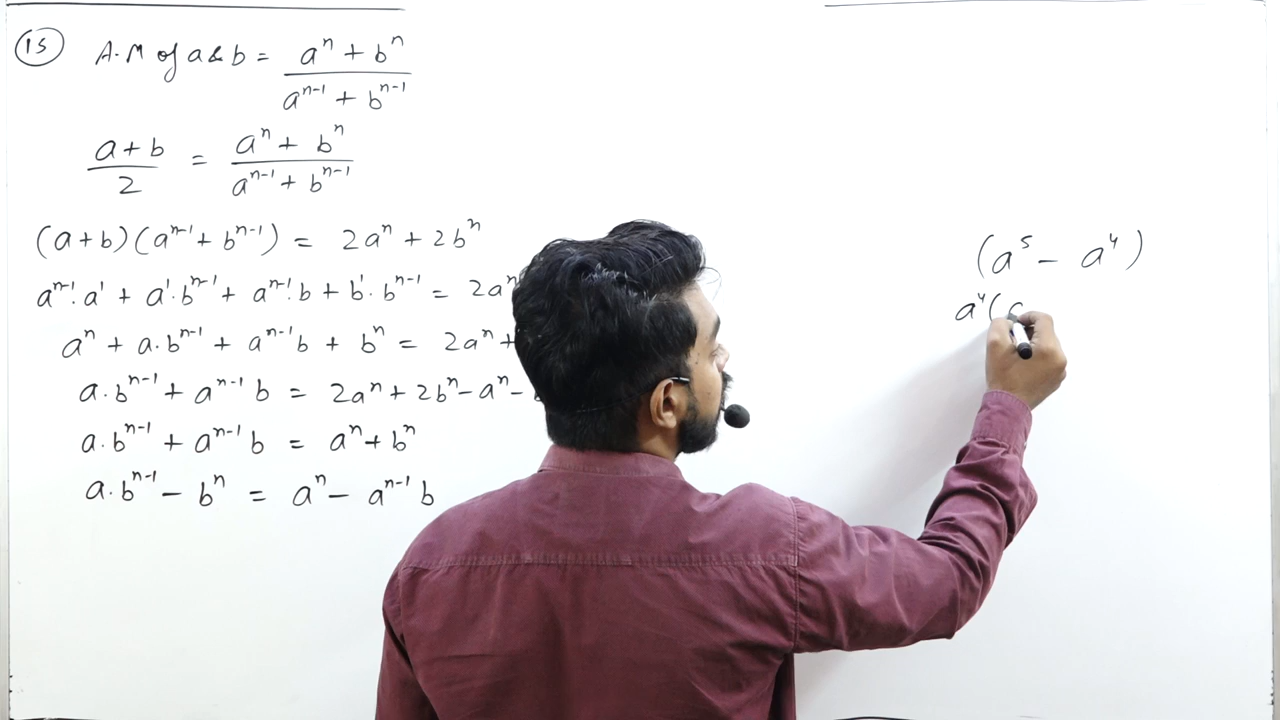 15 A.M of a & b = aⁿ + bⁿ / aⁿ⁻¹ + bⁿ⁻¹
a + b / 2 = aⁿ + bⁿ / aⁿ⁻¹ + bⁿ⁻¹
(a + b)(aⁿ⁻¹ + bⁿ⁻¹) = 2aⁿ + 2bⁿ
aⁿ⁻¹·a¹ + a¹·bⁿ⁻¹ + aⁿ⁻¹·b + b¹·bⁿ⁻¹ = 2aⁿ
aⁿ + a·bⁿ⁻¹ + aⁿ⁻¹b + bⁿ = 2aⁿ +
a·bⁿ⁻¹ + aⁿ⁻¹b = 2aⁿ + 2bⁿ - aⁿ -
a·bⁿ⁻¹ + aⁿ⁻¹b = aⁿ + bⁿ
a·bⁿ⁻¹ - bⁿ = aⁿ - aⁿ⁻¹b
(a⁵ - a⁴)
a⁴(